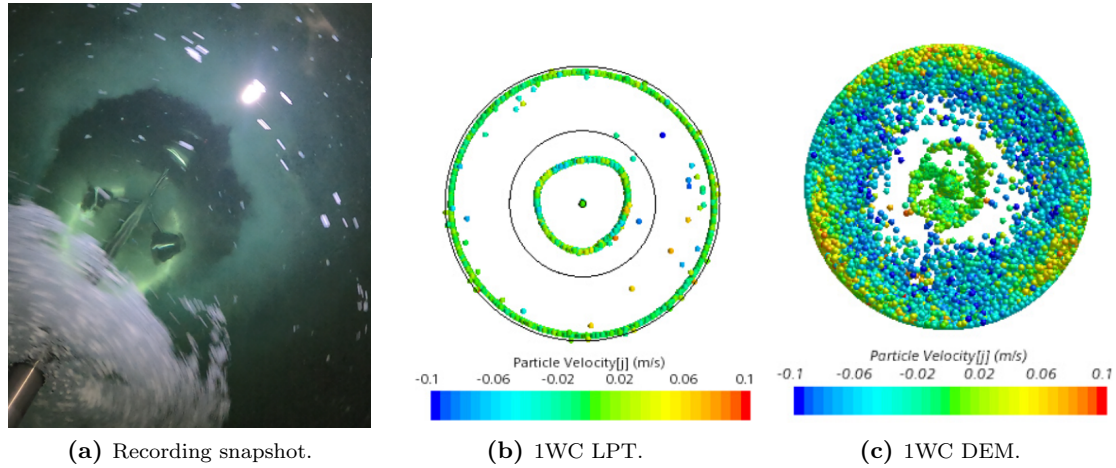 Particle Velocity[j] (m/s)
-0.1 -0.06 -0.02 0.02 0.06 0.1
Particle Velocity[j] (m/s)
-0.1 -0.06 -0.02 0.02 0.06 0.1
(a) Recording snapshot.
(b) 1WC LPT.
(c) 1WC DEM.